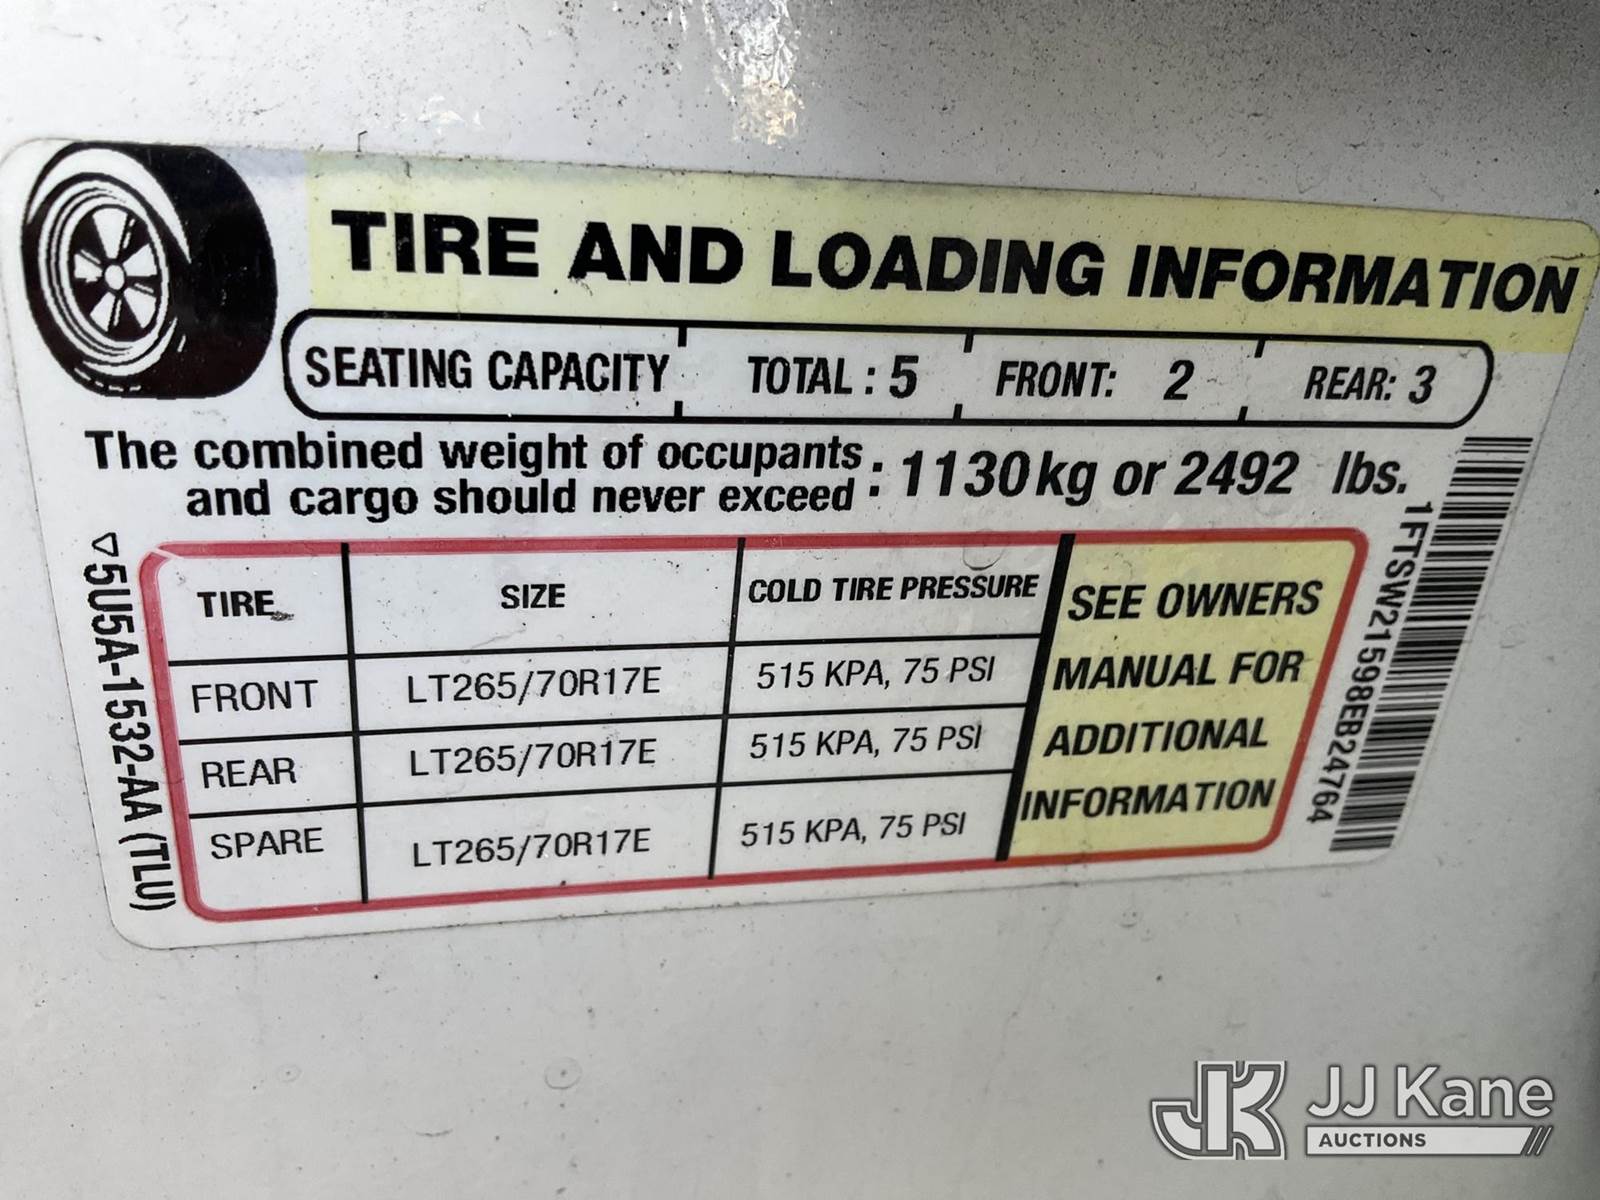 TIRE AND LOADING INFORMATION
SEATING CAPACITY TOTAL : 5 FRONT: 2 REAR: 3
The combined weight of occupants
and cargo should never exceed : 1130kg or 2492 lbs.
TIRE SIZE COLD TIRE PRESSURE
FRONT LT265/70R17E 515 KPA, 75 PSI
REAR LT265/70R17E 515 KPA, 75 PSI
SPARE LT265/70R17E 515 KPA, 75 PSI
SEE OWNERS
MANUAL FOR
ADDITIONAL
INFORMATION
5U5A-1532-AA (TLU)
1FTSW21598EB24764
JK JJ Kane
AUCTIONS